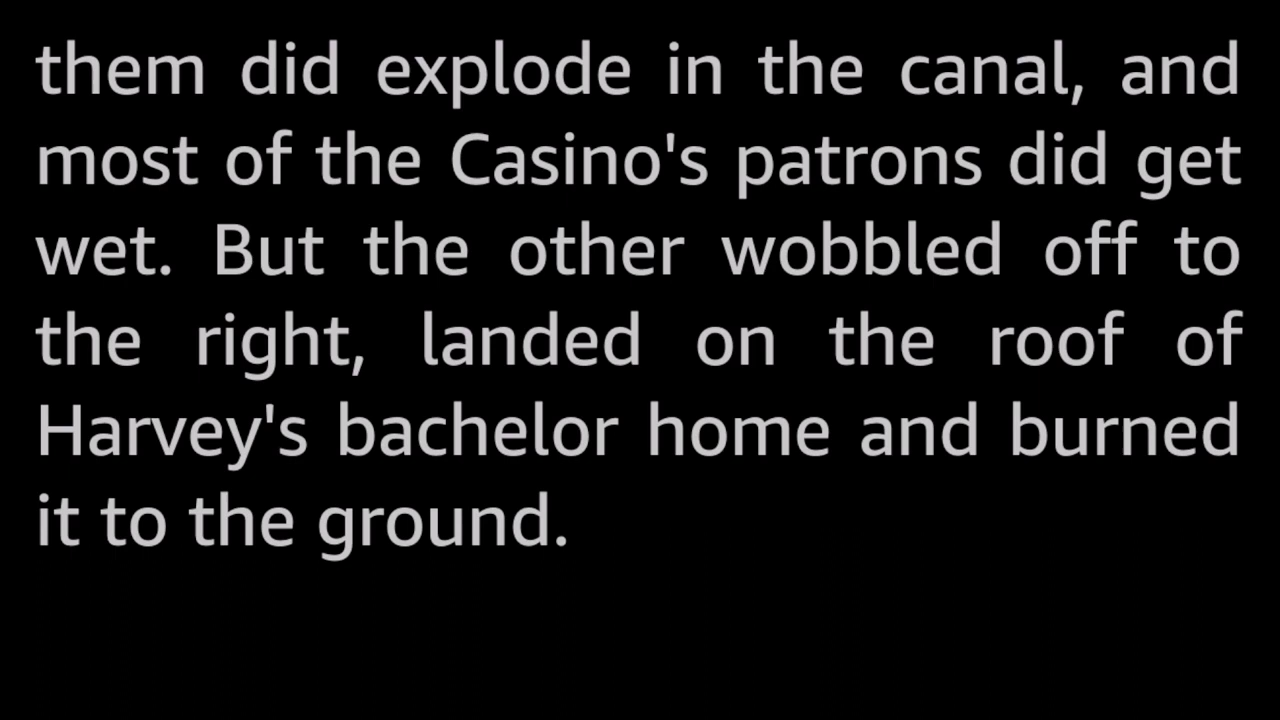 them did explode in the canal, and
most of the Casino's patrons did get
wet. But the other wobbled off to
the right, landed on the roof of
Harvey's bachelor home and burned
it to the ground.